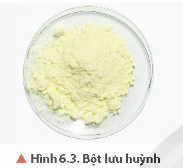 ▲ Hình 6.3. Bột lưu huỳnh